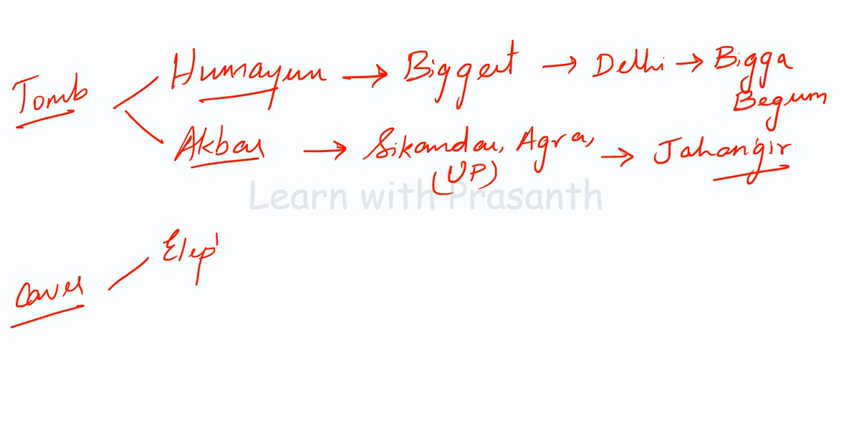 Tomb
Humayun → Biggest → Delhi → Bigga Begum
Akbar → Sikandar, Agra, (UP) → Jahangir
Learn with Prasanth
Caves
Elep